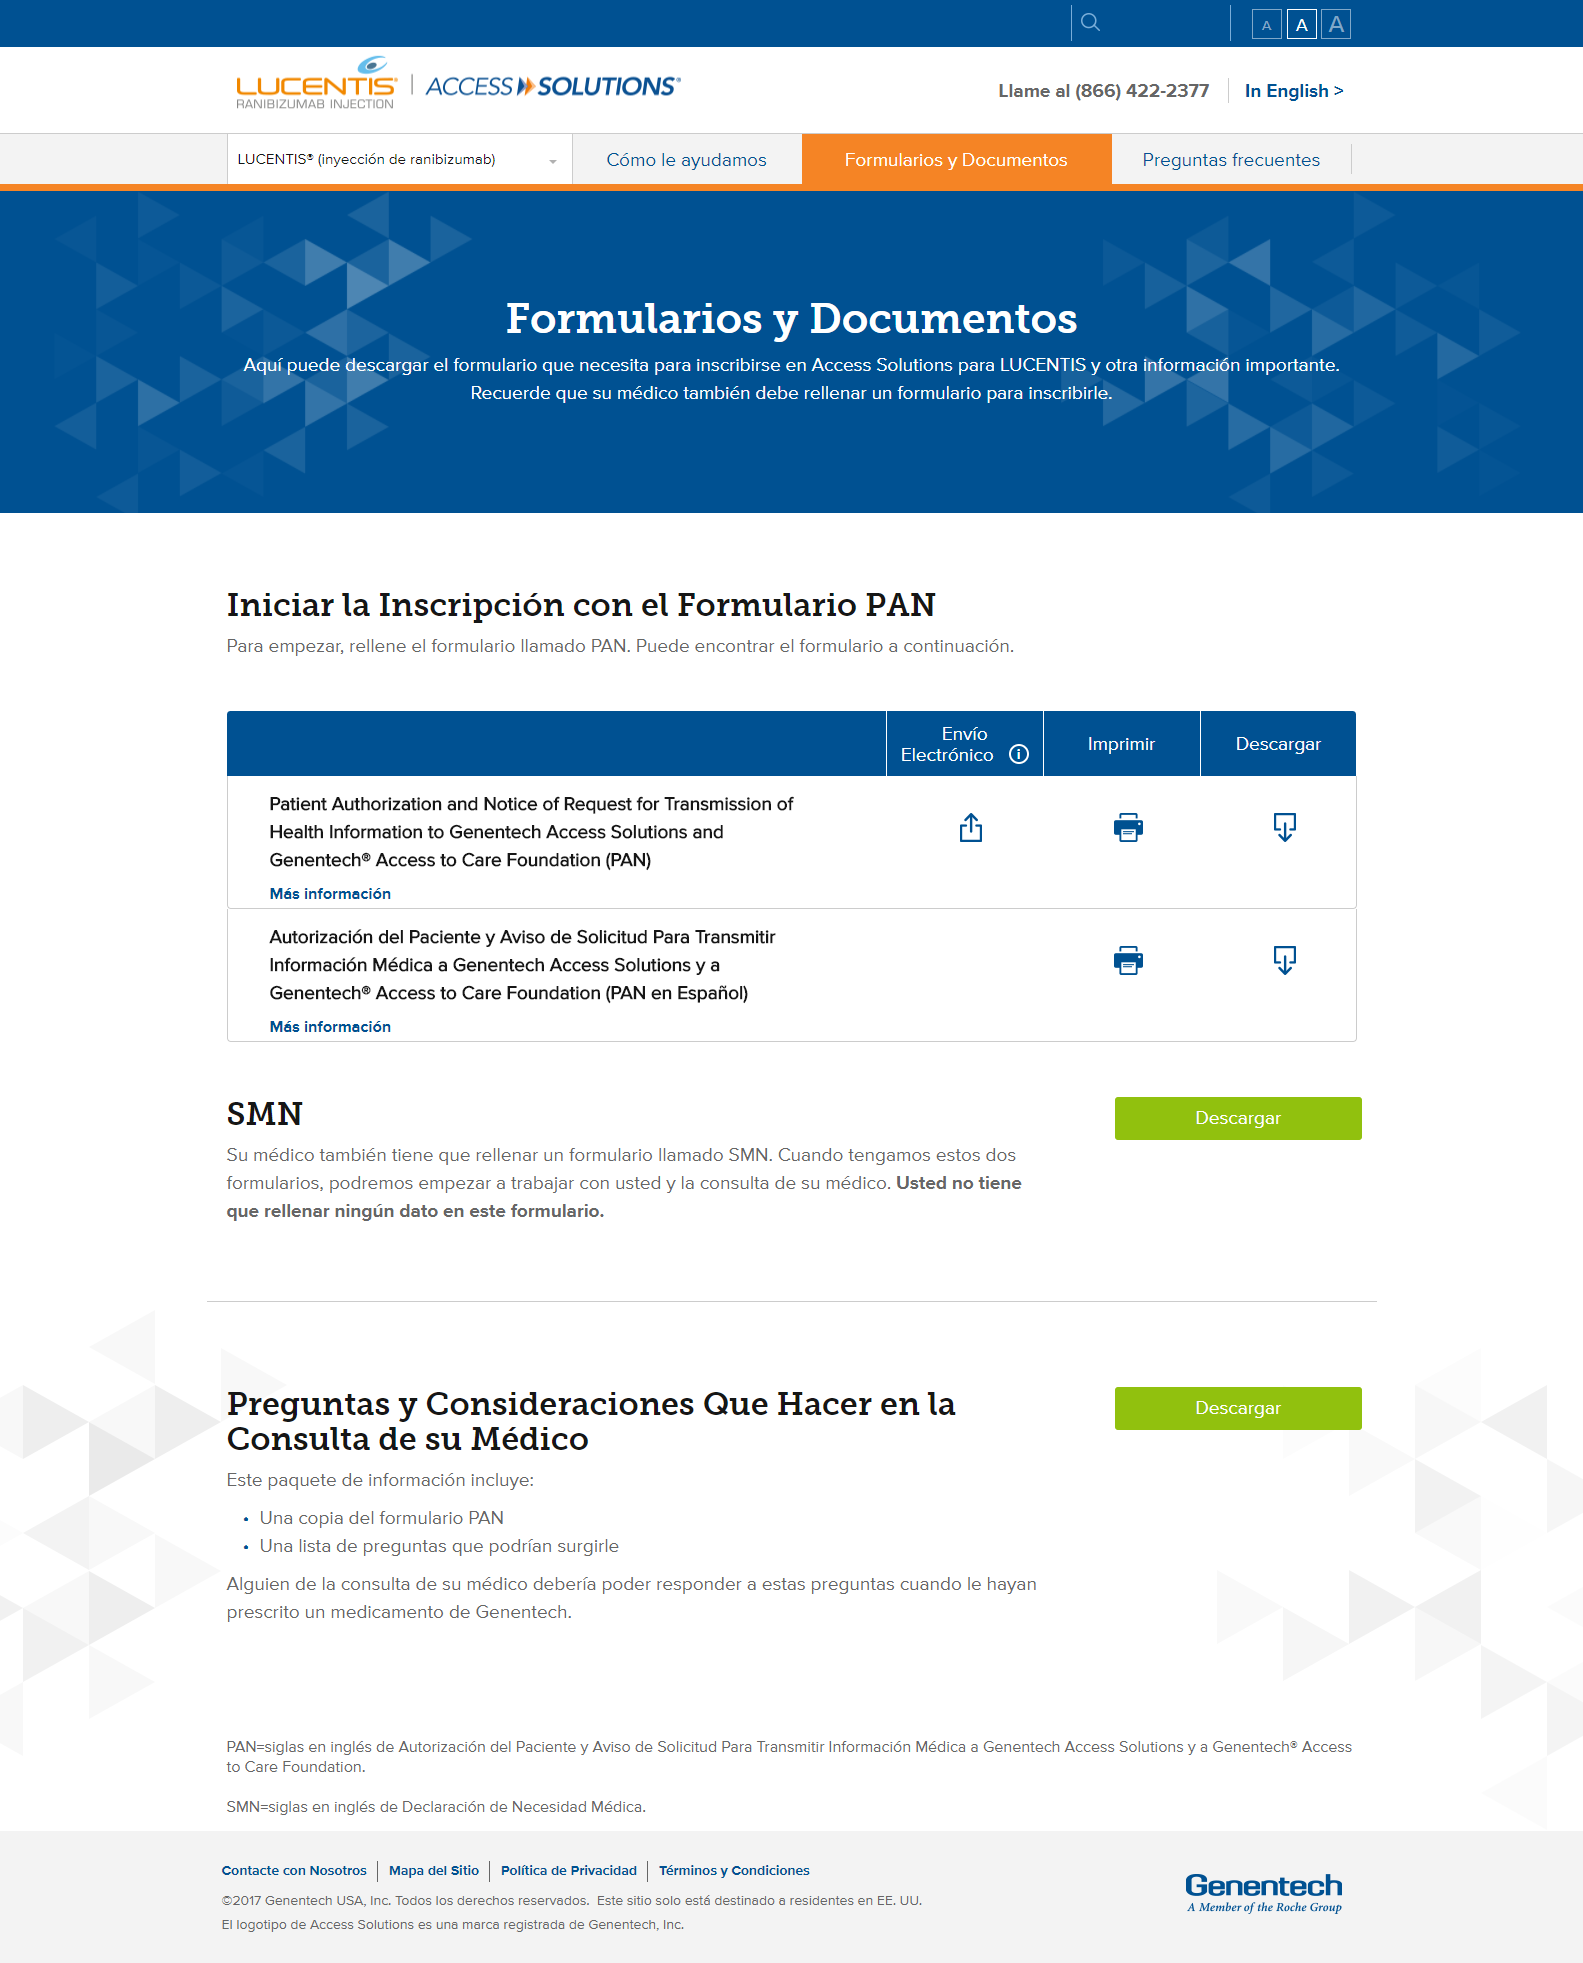 A A A
LUCENTIS®
RANIBIZUMAB INJECTION
ACCESS SOLUTIONS®
Llame al (866) 422-2377
In English >
LUCENTIS® (inyección de ranibizumab)
Cómo le ayudamos
Formularios y Documentos
Preguntas frecuentes
Formularios y Documentos
Aquí puede descargar el formulario que necesita para inscribirse en Access Solutions para LUCENTIS y otra información importante.
Recuerde que su médico también debe rellenar un formulario para inscribirle.
Iniciar la Inscripción con el Formulario PAN
Para empezar, rellene el formulario llamado PAN. Puede encontrar el formulario a continuación.
Envío
Electrónico
Imprimir
Descargar
Patient Authorization and Notice of Request for Transmission of
Health Information to Genentech Access Solutions and
Genentech® Access to Care Foundation (PAN)
Más información
Autorización del Paciente y Aviso de Solicitud Para Transmitir
Información Médica a Genentech Access Solutions y a
Genentech® Access to Care Foundation (PAN en Español)
Más información
SMN
Descargar
Su médico también tiene que rellenar un formulario llamado SMN. Cuando tengamos estos dos
formularios, podremos empezar a trabajar con usted y la consulta de su médico. Usted no tiene
que rellenar ningún dato en este formulario.
Preguntas y Consideraciones Que Hacer en la
Consulta de su Médico
Descargar
Este paquete de información incluye:
• Una copia del formulario PAN
• Una lista de preguntas que podrían surgirle
Alguien de la consulta de su médico debería poder responder a estas preguntas cuando le hayan
prescrito un medicamento de Genentech.
PAN=siglas en inglés de Autorización del Paciente y Aviso de Solicitud Para Transmitir Información Médica a Genentech Access Solutions y a Genentech® Access
to Care Foundation.
SMN=siglas en inglés de Declaración de Necesidad Médica.
Contacte con Nosotros
Mapa del Sitio
Política de Privacidad
Términos y Condiciones
©2017 Genentech USA, Inc. Todos los derechos reservados. Este sitio solo está destinado a residentes en EE. UU.
El logotipo de Access Solutions es una marca registrada de Genentech, Inc.
Genentech
A Member of the Roche Group